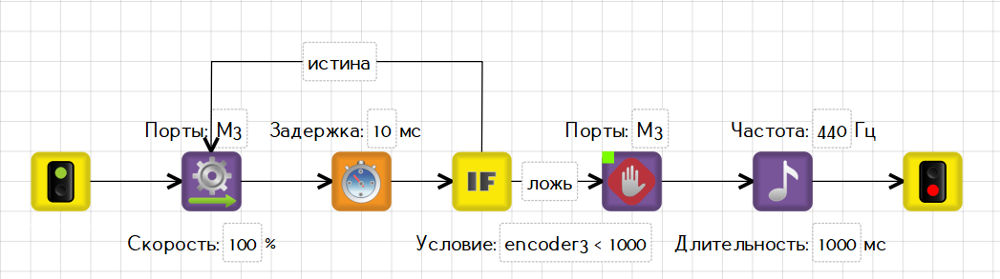 истина
Порты: M3 Задержка: 10 мс Порты: M3 Частота: 440 Гц
IF ложь
Скорость: 100 % Условие: encoder3 < 1000 Длительность: 1000 мс